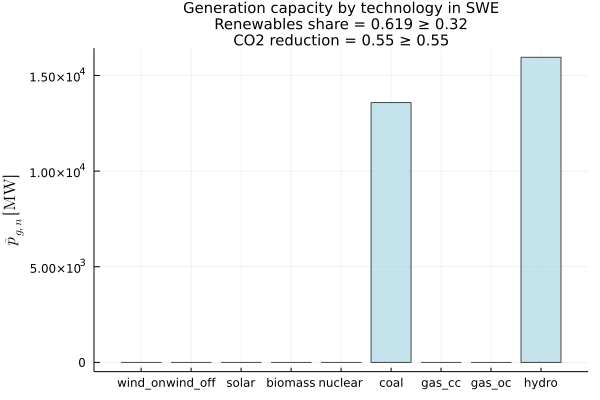 Generation capacity by technology in SWE
Renewables share = 0.619 ≥ 0.32
CO2 reduction = 0.55 ≥ 0.55
p̄_{g,n} [MW]
1.50×10⁴
1.00×10⁴
5.00×10³
0
wind_on wind_off solar biomass nuclear coal gas_cc gas_oc hydro